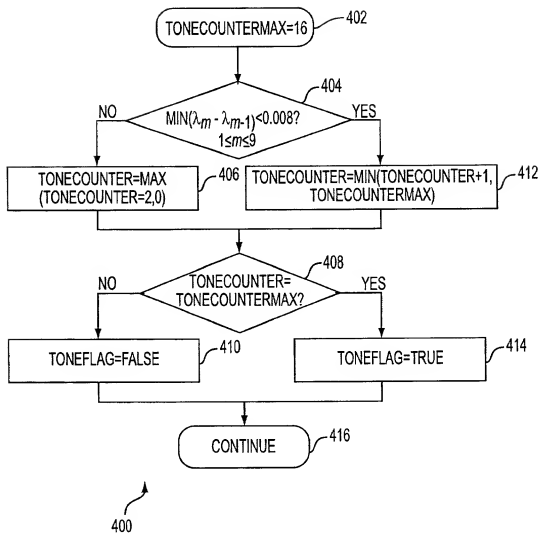 TONECOUNTERMAX=16
402
404
NO
MIN(λm - λm-1)<0.008?
YES
1≤m≤9
TONECOUNTER=MAX
(TONECOUNTER=2,0)
406
TONECOUNTER=MIN(TONECOUNTER+1,
TONECOUNTERMAX)
412
408
NO
TONECOUNTER=
TONECOUNTERMAX?
YES
TONEFLAG=FALSE
410
TONEFLAG=TRUE
414
CONTINUE
416
400